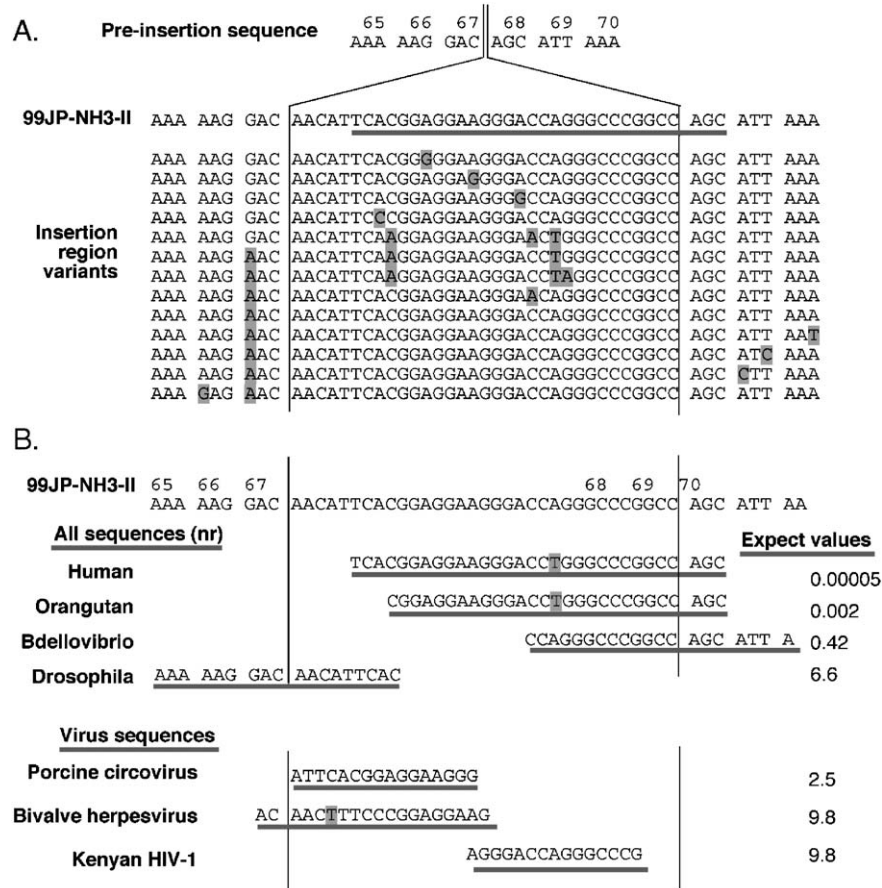 A.
65 66 67 68 69 70
Pre-insertion sequence AAA AAG GAC AGC ATT AAA
99JP-NH3-II AAA AAG GAC AACATTCACGGAGGAAGGGACCAGGGCCCGGCC AGC ATT AAA
AAA AAG GAC AACATTCACGGGGGAAGGGACCAGGGCCCGGCC AGC ATT AAA
AAA AAG GAC AACATTCACGGAGGAGGGGACCAGGGCCCGGCC AGC ATT AAA
AAA AAG GAC AACATTCACGGAGGAAGGGGCCAGGGCCCGGCC AGC ATT AAA
AAA AAG GAC AACATTCCCGGAGGAAGGGACCAGGGCCCGGCC AGC ATT AAA
Insertion region variants
AAA AAG GAC AACATTCAAGGAGGAAGGGAACTGGGCCCGGCC AGC ATT AAA
AAA AAG AAC AACATTCAAGGAGGAAGGGACCTGGGCCCGGCC AGC ATT AAA
AAA AAG AAC AACATTCAAGGAGGAAGGGACCTAGGCCCGGCC AGC ATT AAA
AAA AAG AAC AACATTCACGGAGGAAGGGAACAGGGCCCGGCC AGC ATT AAA
AAA AAG AAC AACATTCACGGAGGAAGGGACCAGGGCCCGGCC AGC ATT AAA
AAA AAG AAC AACATTCACGGAGGAAGGGACCAGGGCCCGGCC AGC ATT AAT
AAA AAG AAC AACATTCACGGAGGAAGGGACCAGGGCCCGGCC AGC ATC AAA
AAA AAG AAC AACATTCACGGAGGAAGGGACCAGGGCCCGGCC AGC CTT AAA
AAA GAG AAC AACATTCACGGAGGAAGGGACCAGGGCCCGGCC AGC ATT AAA
B.
65 66 67 68 69 70
99JP-NH3-II AAA AAG GAC AACATTCACGGAGGAAGGGACCAGGGCCCGGCC AGC ATT AA
All sequences (nr) Expect values
Human TCACGGAGGAAGGGACCTGGGCCCGGCC AGC 0.00005
Orangutan CGGAGGAAGGGACCTGGGCCCGGCC AGC 0.002
Bdellovibrio CCAGGGCCCGGCC AGC ATT A 0.42
Drosophila AAA AAG GAC AACATTCAC 6.6
Virus sequences
Porcine circovirus ATTCACGGAGGAAGGG 2.5
Bivalve herpesvirus AC AACTTTCCCGGAGGAAG 9.8
Kenyan HIV-1 AGGGACCAGGGCCCG 9.8